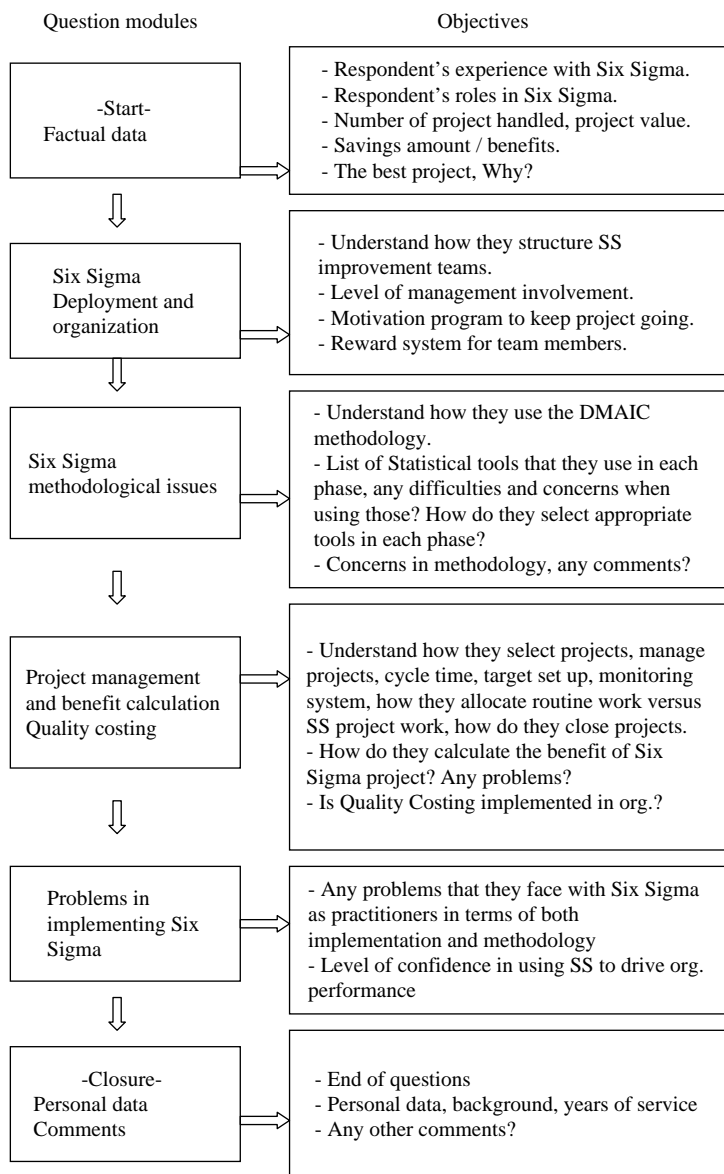 Question modules
Objectives
-Start-
Factual data
- Respondent’s experience with Six Sigma.
- Respondent’s roles in Six Sigma.
- Number of project handled, project value.
- Savings amount / benefits.
- The best project, Why?
Six Sigma
Deployment and
organization
- Understand how they structure SS
improvement teams.
- Level of management involvement.
- Motivation program to keep project going.
- Reward system for team members.
Six Sigma
methodological issues
- Understand how they use the DMAIC
methodology.
- List of Statistical tools that they use in each
phase, any difficulties and concerns when
using those? How do they select appropriate
tools in each phase?
- Concerns in methodology, any comments?
Project management
and benefit calculation
Quality costing
- Understand how they select projects, manage
projects, cycle time, target set up, monitoring
system, how they allocate routine work versus
SS project work, how do they close projects.
- How do they calculate the benefit of Six
Sigma project? Any problems?
- Is Quality Costing implemented in org.?
Problems in
implementing Six
Sigma
- Any problems that they face with Six Sigma
as practitioners in terms of both
implementation and methodology
- Level of confidence in using SS to drive org.
performance
-Closure-
Personal data
Comments
- End of questions
- Personal data, background, years of service
- Any other comments?